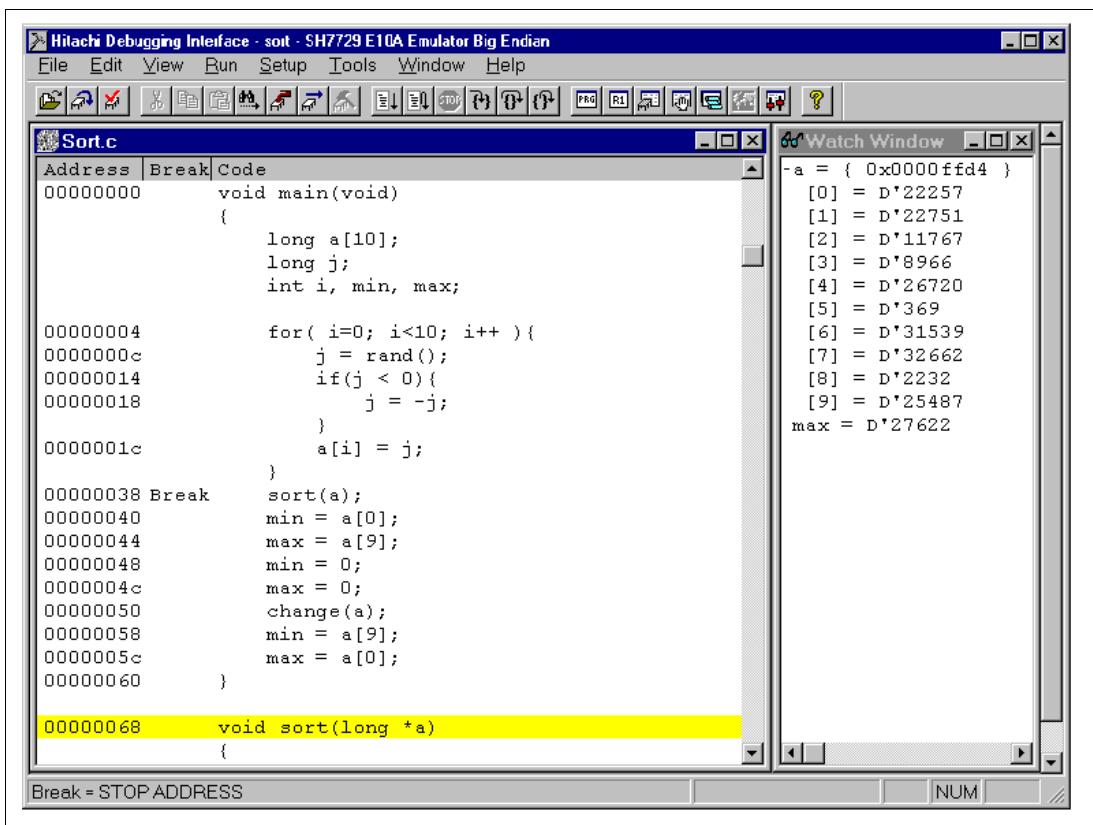 Hitachi Debugging Interface - sort - SH7729 E10A Emulator Big Endian
File Edit View Run Setup Tools Window Help
STOP PRG R1
Sort.c
Address Break Code
00000000 void main(void)
{
long a[10];
long j;
int i, min, max;
00000004 for( i=0; i<10; i++ ){
0000000c j = rand();
00000014 if(j < 0){
00000018 j = -j;
}
0000001c a[i] = j;
}
00000038 Break sort(a);
00000040 min = a[0];
00000044 max = a[9];
00000048 min = 0;
0000004c max = 0;
00000050 change(a);
00000058 min = a[9];
0000005c max = a[0];
00000060 }
00000068 void sort(long *a)
{
Watch Window
-a = { 0x0000ffd4 }
[0] = D'22257
[1] = D'22751
[2] = D'11767
[3] = D'8966
[4] = D'26720
[5] = D'369
[6] = D'31539
[7] = D'32662
[8] = D'2232
[9] = D'25487
max = D'27622
Break = STOP ADDRESS
NUM